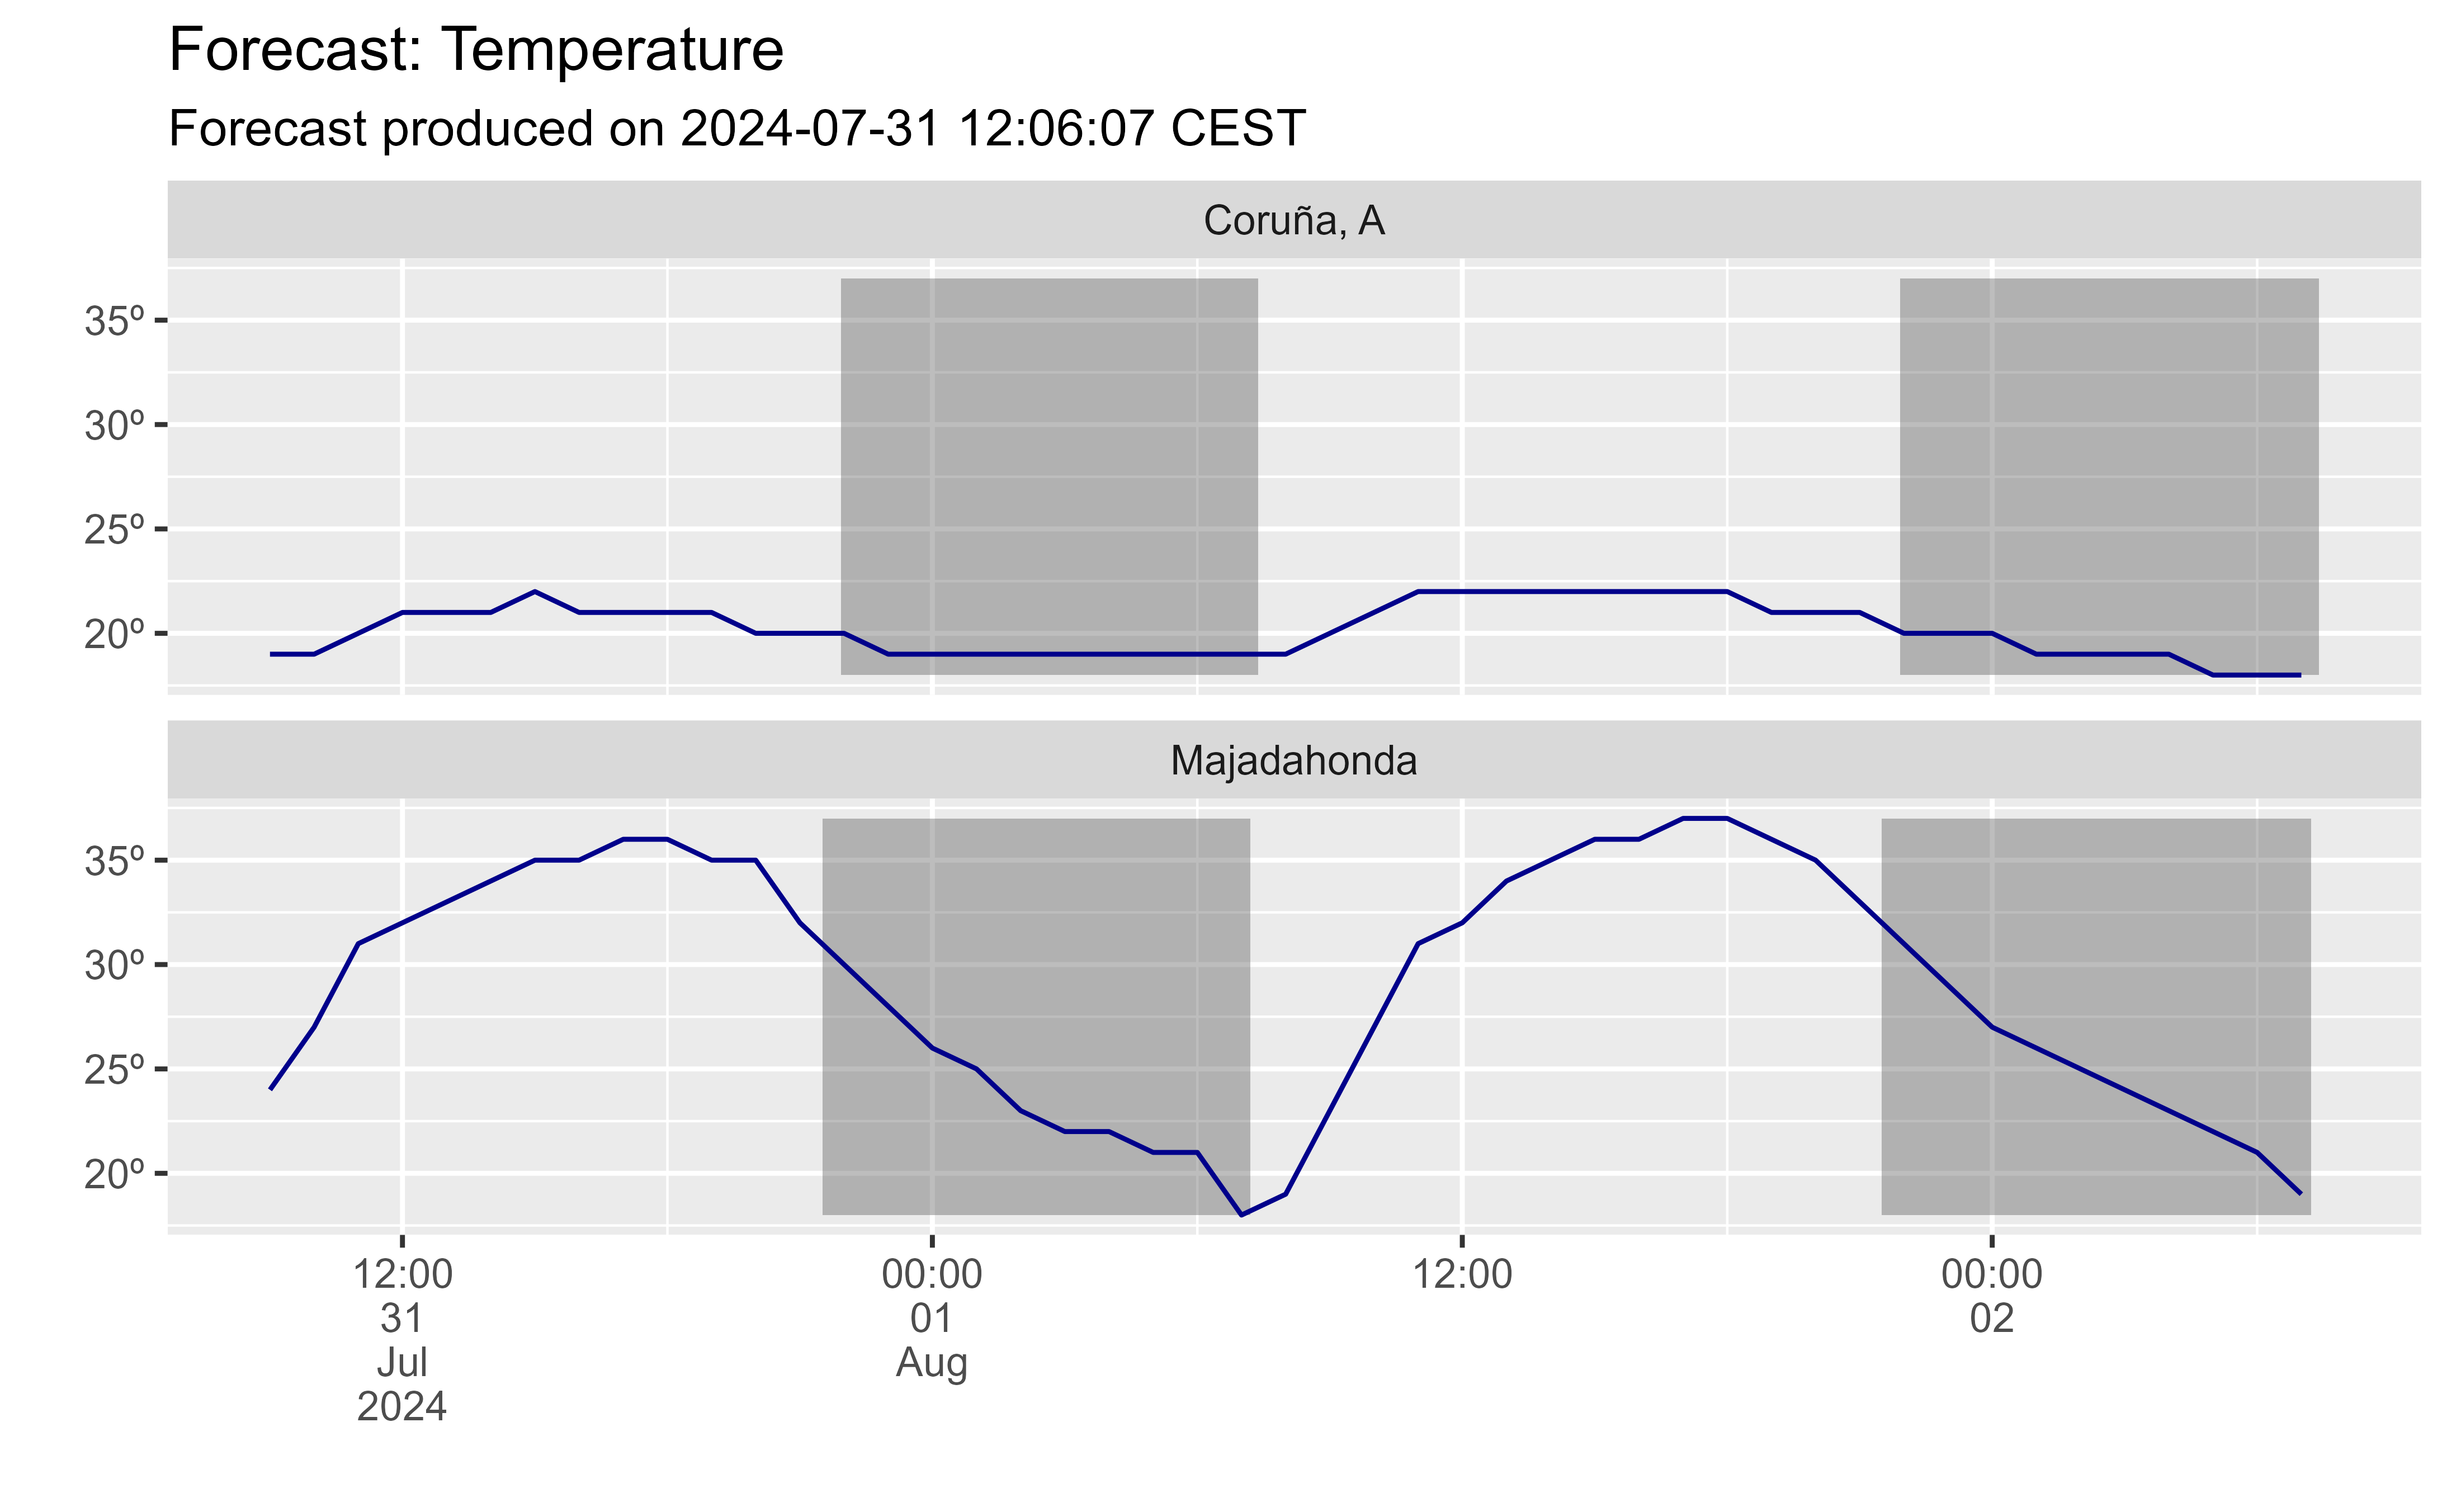 Forecast: Temperature
Forecast produced on 2024-07-31 12:06:07 CEST
Coruña, A
35º
30º
25º
20º
Majadahonda
35º
30º
25º
20º
12:00 00:00 12:00 00:00
31 01 02
Jul Aug
2024